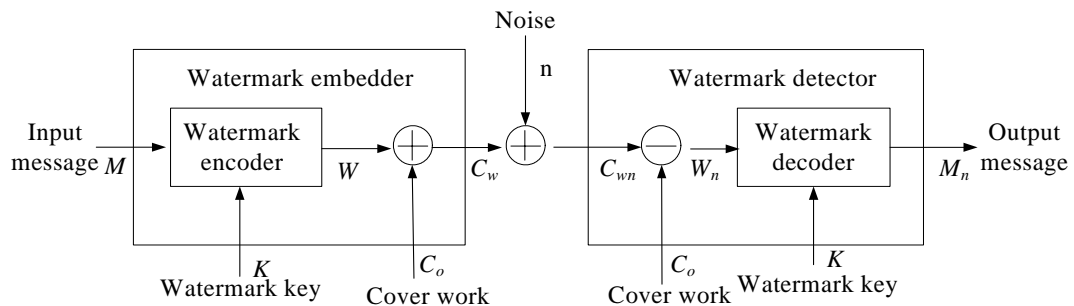 Noise
n
Watermark embedder
Watermark detector
Input
message
M
Watermark
encoder
W
C_w
C_wn
W_n
Watermark
decoder
M_n
Output
message
K
Watermark key
C_o
Cover work
C_o
Cover work
K
Watermark key